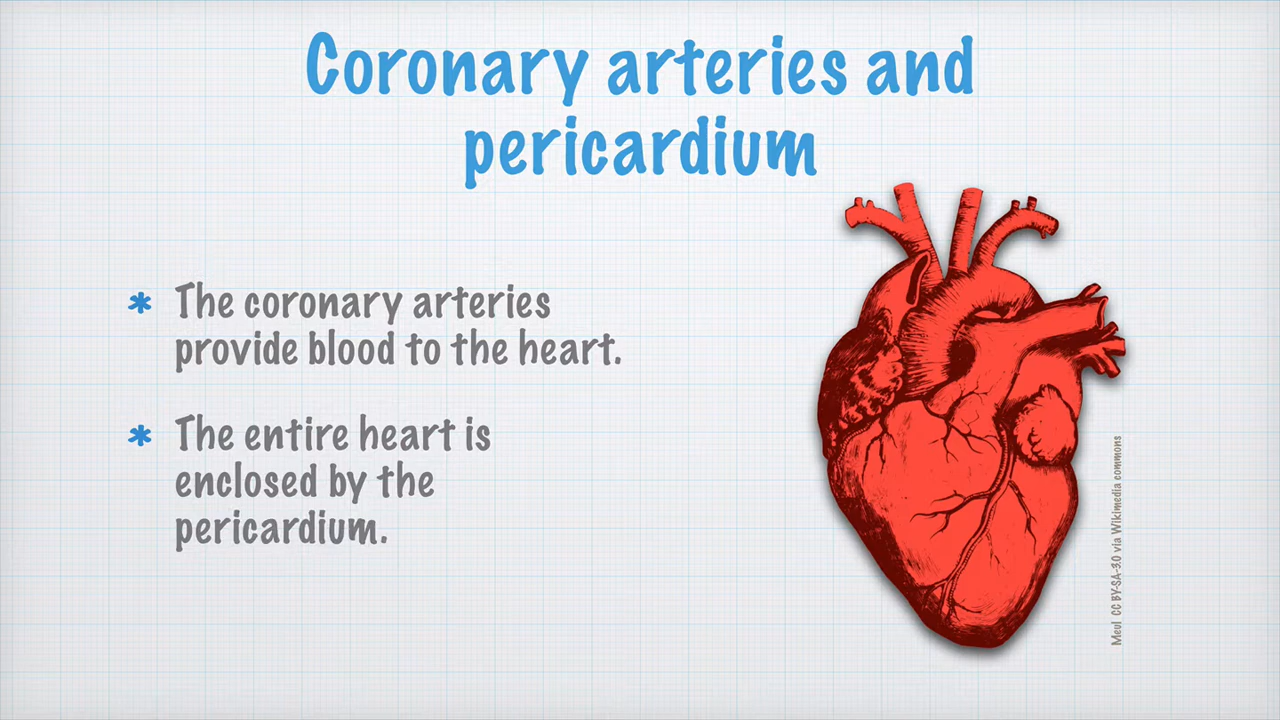 Coronary arteries and
pericardium
* The coronary arteries
provide blood to the heart.
* The entire heart is
enclosed by the
pericardium.
Meul CC BY-SA-3.0 via Wikimedia commons